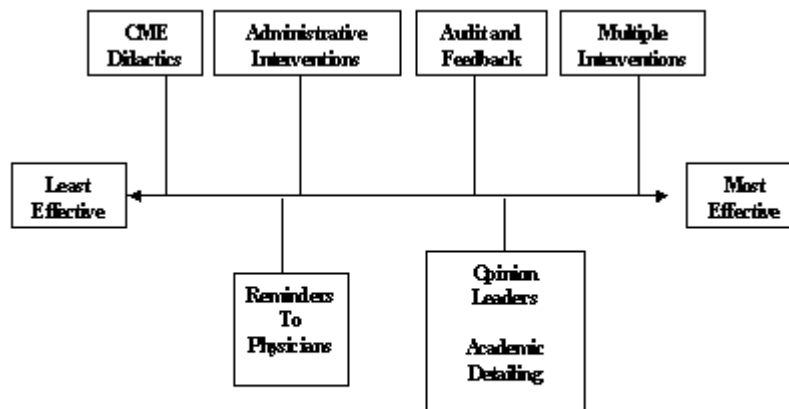 CME
Didactics
Administrative
Interventions
Audit and
Feedback
Multiple
Interventions
Least
Effective
Most
Effective
Reminders
To
Physicians
Opinion
Leaders
Academic
Detailing